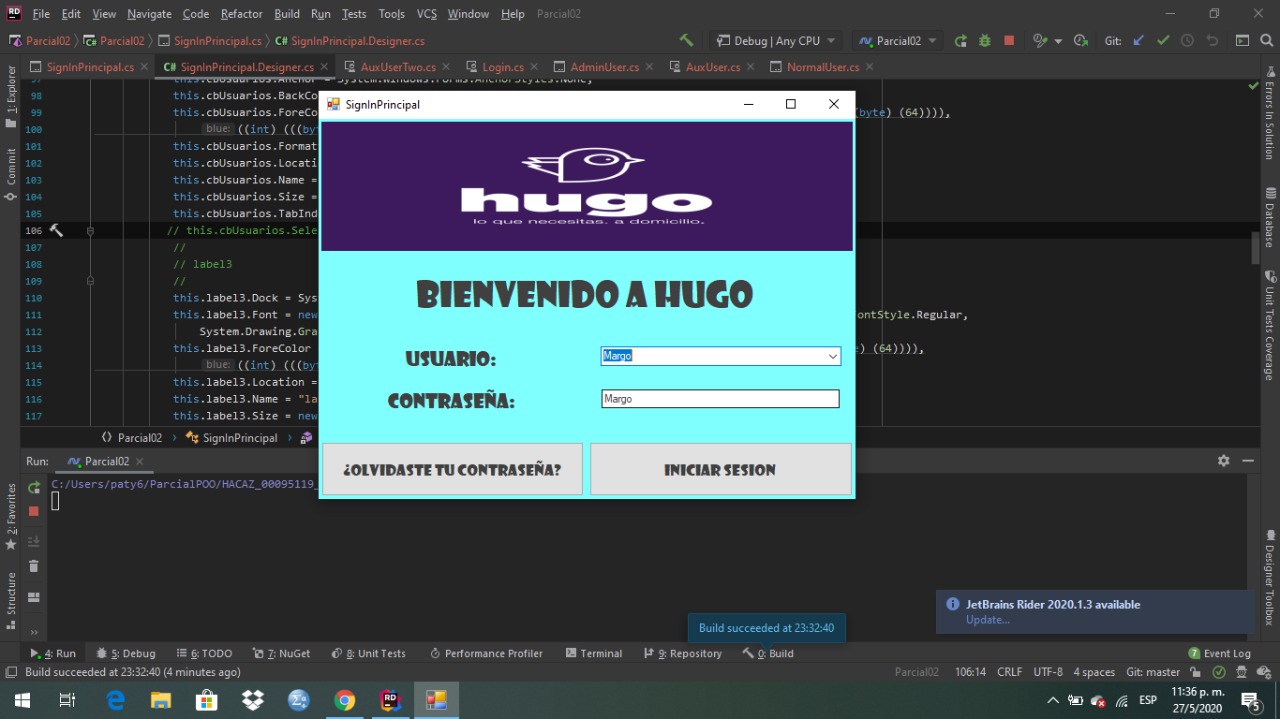 File Edit View Navigate Code Refactor Build Run Tests Tools VCS Window Help Parcial02
Parcial02 Parcial02 SignInPrincipal.cs SignInPrincipal.Designer.cs Debug | Any CPU Parcial02 Git:
SignInPrincipal.cs SignInPrincipal.Designer.cs AuxUserTwo.cs Login.cs AdminUser.cs AuxUser.cs NormalUser.cs
1: Explorer
Commit
2: Favorites
Structure
Errors In Solution
Database
Unit Tests Coverage
Designer Toolbox
97 this.cbUsuarios.Anchor = System.Windows.Forms.AnchorStyles.None;
98 this.cbUsuarios.BackCo
99 this.cbUsuarios.ForeCo (byte) (64)))),
100 blue: ((int) (((by
101 this.cbUsuarios.Format
102 this.cbUsuarios.Locati
103 this.cbUsuarios.Name =
104 this.cbUsuarios.Size =
105 this.cbUsuarios.TabInd
106 // this.cbUsuarios.Sele
107 //
108 // label3
109 //
110 this.label3.Dock = Sys
111 this.label3.Font = new ontStyle.Regular,
112 System.Drawing.Gra
113 this.label3.ForeColor ) (64)))),
114 blue: ((int) (((by
115 this.label3.Location =
116 this.label3.Name = "la
117 this.label3.Size = new
Parcial02 SignInPrincipal
SignInPrincipal
hugo
lo que necesitas. a domicilio.
BIENVENIDO A HUGO
USUARIO: Margo
CONTRASEÑA: Margo
¿OLVIDASTE TU CONTRASEÑA? INICIAR SESION
Run: Parcial02
C:/Users/paty6/ParcialPOO/HACAZ_00095119_
JetBrains Rider 2020.1.3 available
Update...
Build succeeded at 23:32:40
4: Run 5: Debug 6: TODO 7: NuGet 8: Unit Tests Performance Profiler Terminal 9: Repository 0: Build 7 Event Log
Build succeeded at 23:32:40 (4 minutes ago) Parcial02 106:14 CRLF UTF-8 4 spaces Git: master
ESP 11:36 p. m.
27/5/2020 5